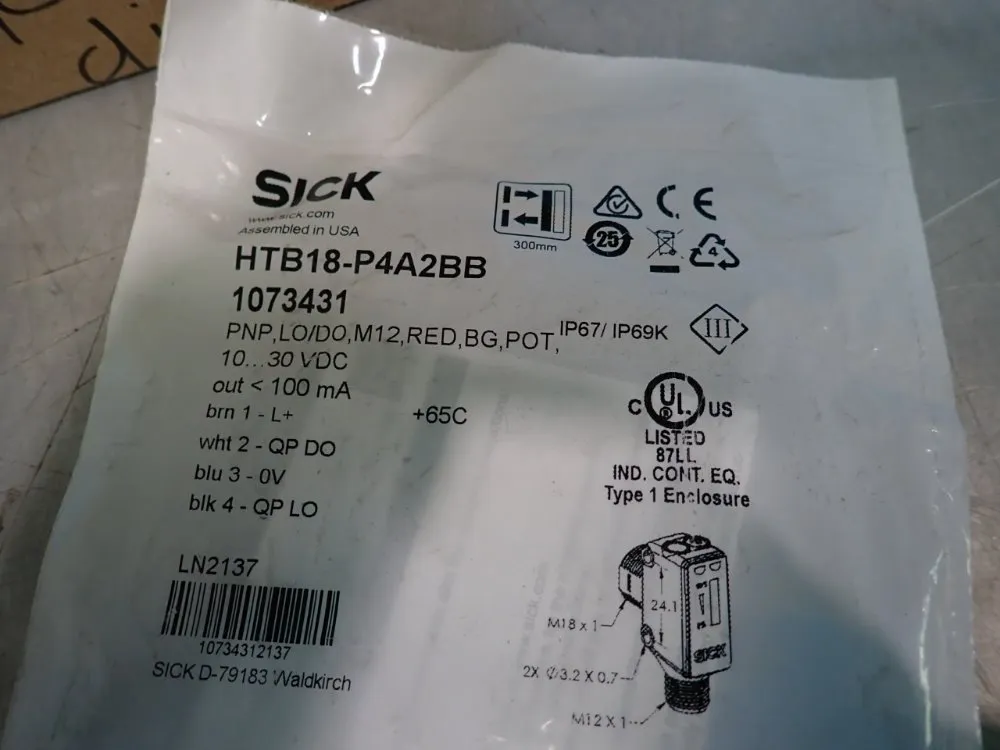 SICK
www.sick.com
Assembled in USA
HTB18-P4A2BB
1073431
PNP,LO/DO,M12,RED,BG,POT, IP67/ IP69K
10...30 VDC
out < 100 mA
brn 1 - L+ +65C
wht 2 - QP DO
blu 3 - 0V
blk 4 - QP LO
LN2137
10734312137
SICK D-79183 Waldkirch
300mm
CE
25
4
III
C UL US
®
LISTED
87LL
IND. CONT. EQ.
Type 1 Enclosure
24.1
M18 x 1
SICK
2X Ø3.2 X 0.7
M12 X 1